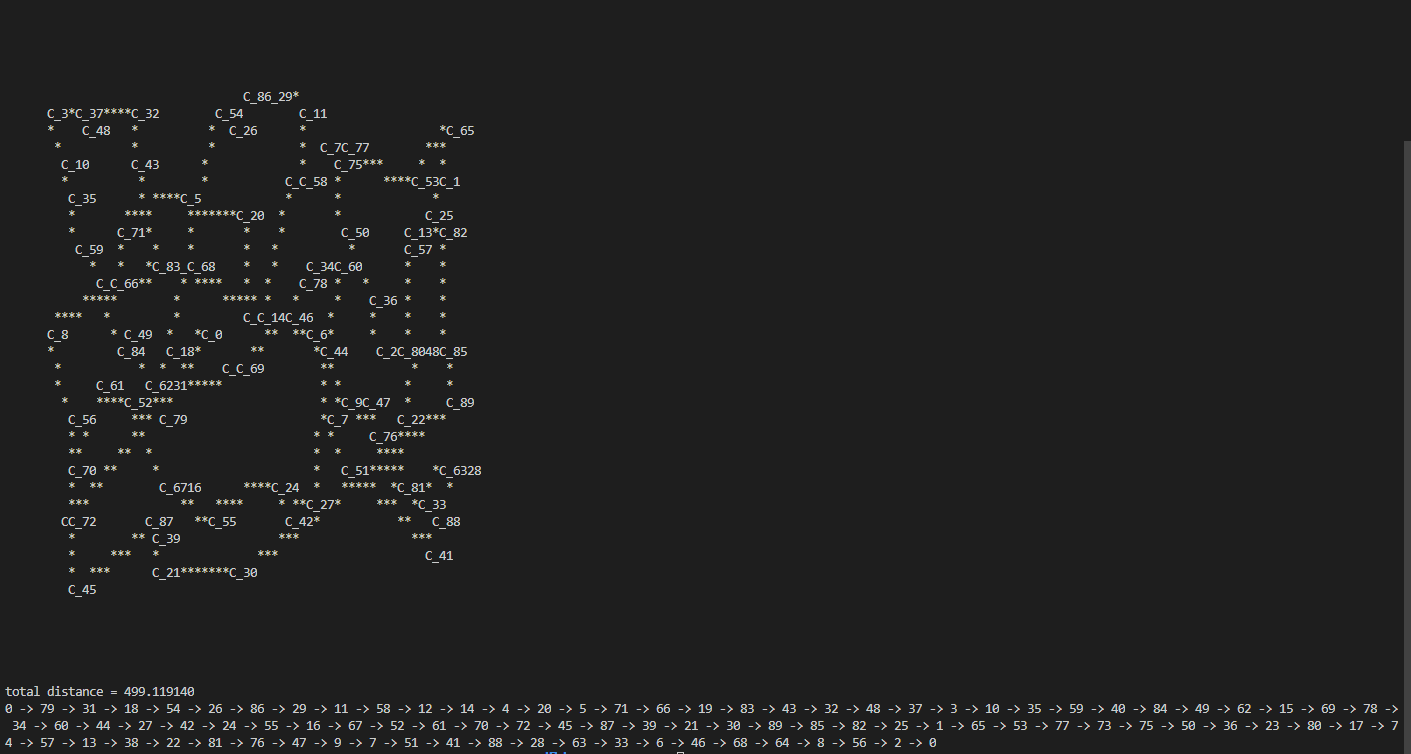 C_86_29*
C_3*C_37****C_32 C_54 C_11
* C_48 * * C_26 * *C_65
* * * * C_7C_77 ***
C_10 C_43 * * C_75*** * *
* * * C_C_58 * ****C_53C_1
C_35 * ****C_5 * * *
* **** *******C_20 * * C_25
* C_71* * * * C_50 C_13*C_82
C_59 * * * * * * C_57 *
* * *C_83_C_68 * * C_34C_60 * *
C_C_66** * **** * * C_78 * * * *
***** * ***** * * * C_36 * *
**** * * C_C_14C_46 * * * *
C_8 * C_49 * *C_0 ** **C_6* * * *
* C_84 C_18* ** *C_44 C_2C_8048C_85
* * * ** C_C_69 ** * *
* C_61 C_6231***** * * * *
* ****C_52*** * *C_9C_47 * C_89
C_56 *** C_79 *C_7 *** C_22***
* * ** * * C_76****
** ** * * * ****
C_70 ** * * C_51***** *C_6328
* ** C_6716 ****C_24 * ***** *C_81* *
*** ** **** * **C_27* *** *C_33
CC_72 C_87 **C_55 C_42* ** C_88
* ** C_39 *** ***
* *** * *** C_41
* *** C_21*******C_30
C_45
total distance = 499.119140
0 -> 79 -> 31 -> 18 -> 54 -> 26 -> 86 -> 29 -> 11 -> 58 -> 12 -> 14 -> 4 -> 20 -> 5 -> 71 -> 66 -> 19 -> 83 -> 43 -> 32 -> 48 -> 37 -> 3 -> 10 -> 35 -> 59 -> 40 -> 84 -> 49 -> 62 -> 15 -> 69 -> 78 ->
34 -> 60 -> 44 -> 27 -> 42 -> 24 -> 55 -> 16 -> 67 -> 52 -> 61 -> 70 -> 72 -> 45 -> 87 -> 39 -> 21 -> 30 -> 89 -> 85 -> 82 -> 25 -> 1 -> 65 -> 53 -> 77 -> 73 -> 75 -> 50 -> 36 -> 23 -> 80 -> 17 -> 7
4 -> 57 -> 13 -> 38 -> 22 -> 81 -> 76 -> 47 -> 9 -> 7 -> 51 -> 41 -> 88 -> 28 -> 63 -> 33 -> 6 -> 46 -> 68 -> 64 -> 8 -> 56 -> 2 -> 0